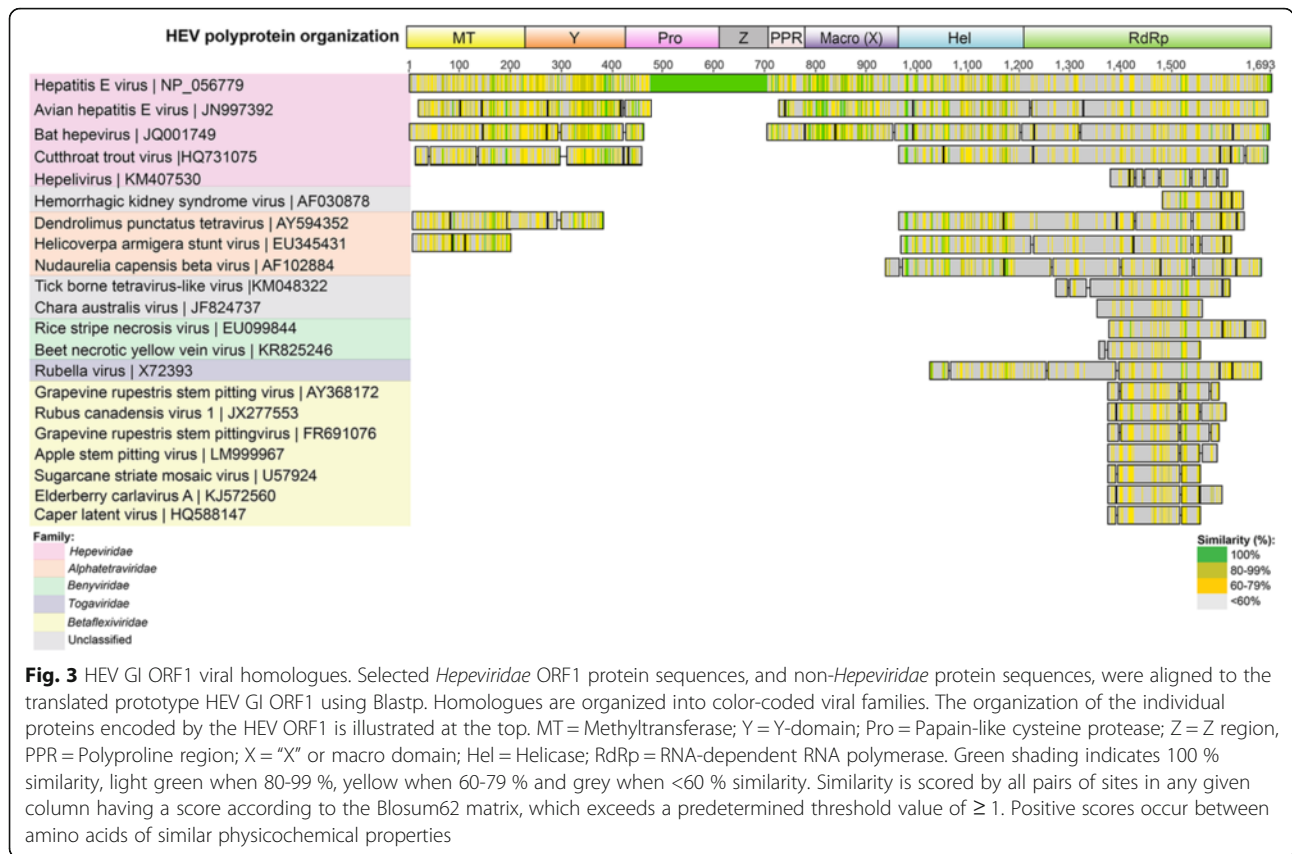 HEV polyprotein organization MT Y Pro Z PPR Macro (X) Hel RdRp
1 100 200 300 400 500 600 700 800 900 1,000 1,100 1,200 1,300 1,400 1,500 1,693
Hepatitis E virus | NP_056779
Avian hepatitis E virus | JN997392
Bat hepevirus | JQ001749
Cutthroat trout virus |HQ731075
Hepelivirus | KM407530
Hemorrhagic kidney syndrome virus | AF030878
Dendrolimus punctatus tetravirus | AY594352
Helicoverpa armigera stunt virus | EU345431
Nudaurelia capensis beta virus | AF102884
Tick borne tetravirus-like virus |KM048322
Chara australis virus | JF824737
Rice stripe necrosis virus | EU099844
Beet necrotic yellow vein virus | KR825246
Rubella virus | X72393
Grapevine rupestris stem pitting virus | AY368172
Rubus canadensis virus 1 | JX277553
Grapevine rupestris stem pittingvirus | FR691076
Apple stem pitting virus | LM999967
Sugarcane striate mosaic virus | U57924
Elderberry carlavirus A | KJ572560
Caper latent virus | HQ588147
Family:
Hepeviridae
Alphatetraviridae
Benyviridae
Togaviridae
Betaflexiviridae
Unclassified
Similarity (%):
100%
80-99%
60-79%
<60%
Fig. 3 HEV GI ORF1 viral homologues. Selected Hepeviridae ORF1 protein sequences, and non-Hepeviridae protein sequences, were aligned to the
translated prototype HEV GI ORF1 using Blastp. Homologues are organized into color-coded viral families. The organization of the individual
proteins encoded by the HEV ORF1 is illustrated at the top. MT = Methyltransferase; Y = Y-domain; Pro = Papain-like cysteine protease; Z = Z region,
PPR = Polyproline region; X = “X” or macro domain; Hel = Helicase; RdRp = RNA-dependent RNA polymerase. Green shading indicates 100 %
similarity, light green when 80-99 %, yellow when 60-79 % and grey when <60 % similarity. Similarity is scored by all pairs of sites in any given
column having a score according to the Blosum62 matrix, which exceeds a predetermined threshold value of ≥ 1. Positive scores occur between
amino acids of similar physicochemical properties